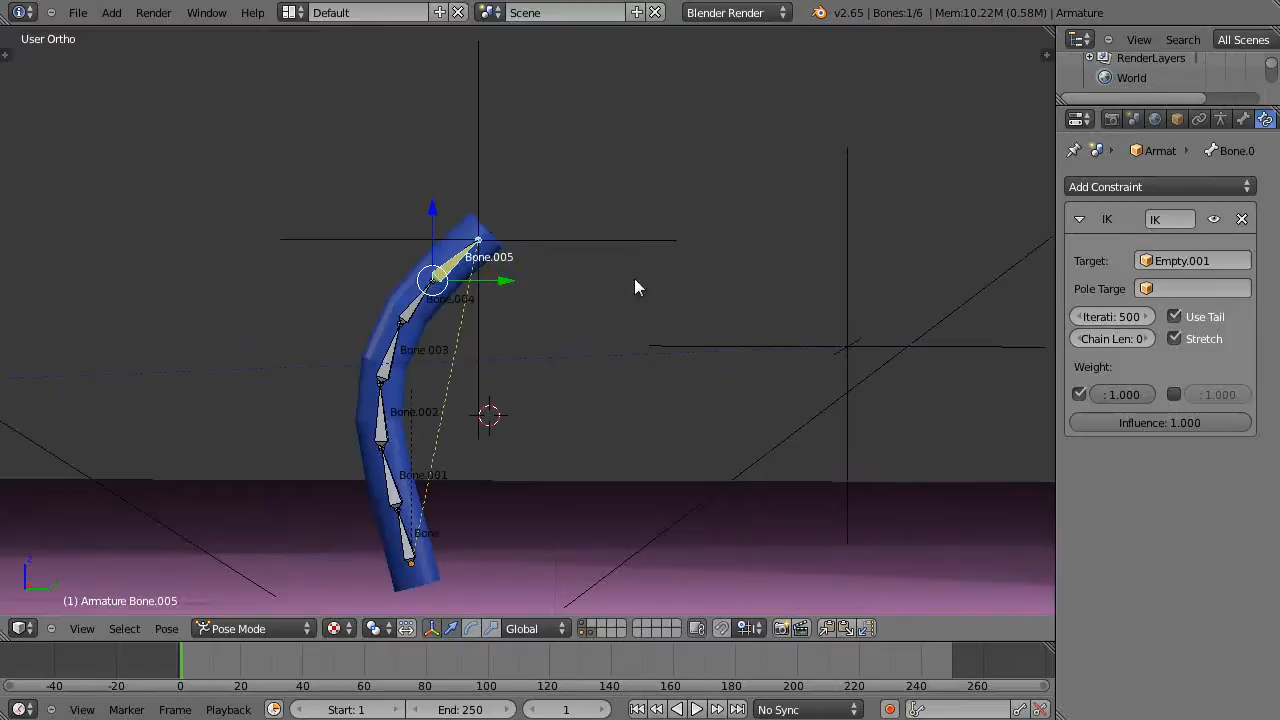 File Add Render Window Help Default Scene Blender Render v2.65 | Bones:1/6 | Mem:10.22M (0.58M) | Armature
User Ortho
View Search All Scenes
RenderLayers
World
Armat Bone.0
Add Constraint
IK IK
Target: Empty.001
Pole Targe
Iterati: 500 Use Tail
Chain Len: 0 Stretch
Weight:
: 1.000 : 1.000
Influence: 1.000
Bone.005
Bone.004
Bone.003
Bone.002
Bone.001
Bone
z
(1) Armature Bone.005
View Select Pose Pose Mode Global
-40 -20 0 20 40 60 80 100 120 140 160 180 200 220 240 260
View Marker Frame Playback Start: 1 End: 250 1 No Sync